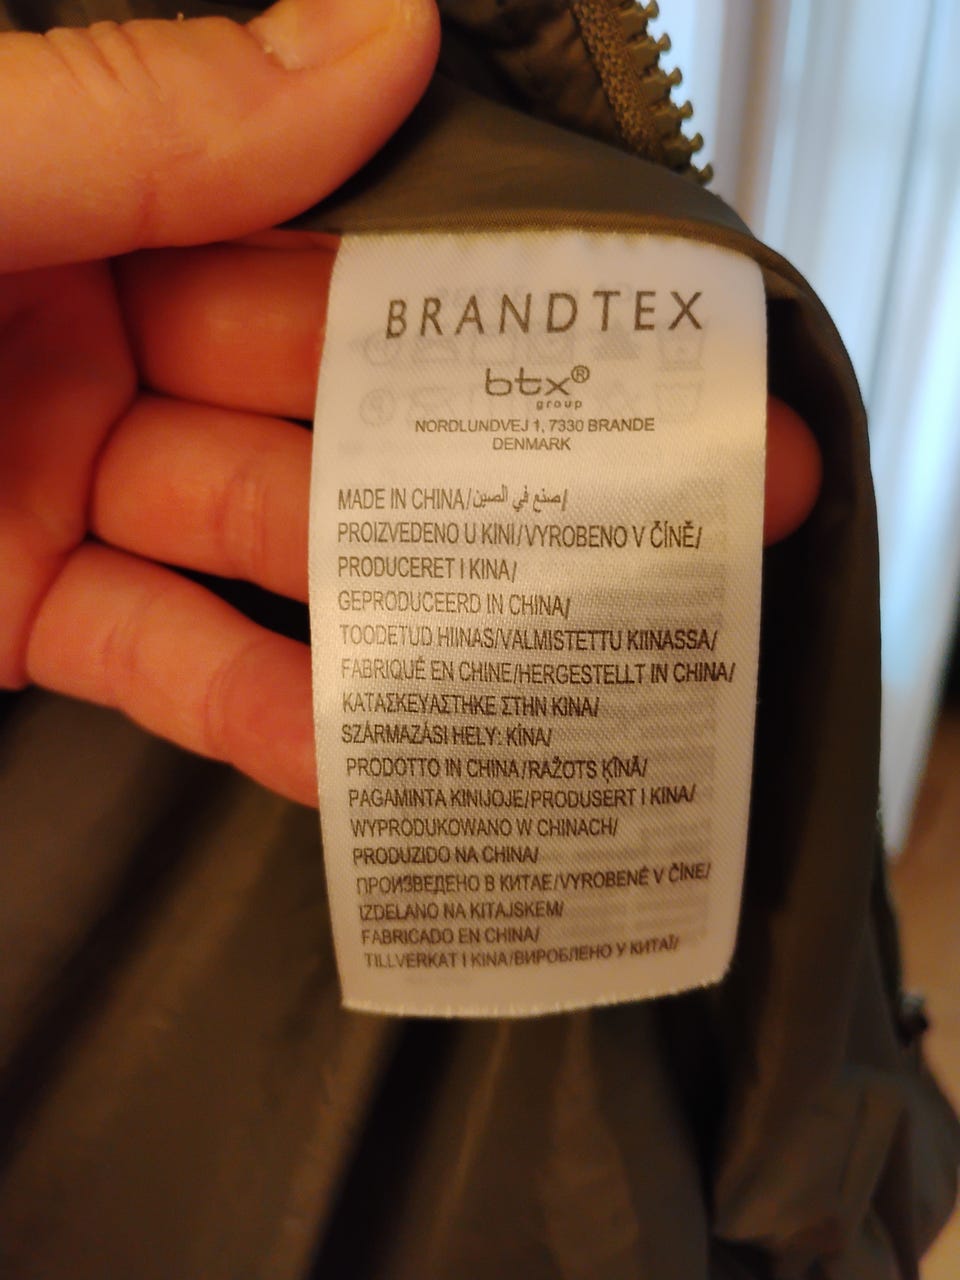 BRANDTEX
btx®
group
NORDLUNDVEJ 1, 7330 BRANDE
DENMARK
MADE IN CHINA/صنع في الصين/
PROIZVEDENO U KINI/VYROBENO V ČÍNĚ/
PRODUCERET I KINA/
GEPRODUCEERD IN CHINA/
TOODETUD HIINAS/VALMISTETTU KIINASSA/
FABRIQUÉ EN CHINE/HERGESTELLT IN CHINA/
ΚΑΤΑΣΚΕΥΑΣΤΗΚΕ ΣΤΗΝ ΚΙΝΑ/
SZÁRMAZÁSI HELY: KÍNA/
PRODOTTO IN CHINA/RAŽOTS ĶĪNĀ/
PAGAMINTA KINIJOJE/PRODUSERT I KINA/
WYPRODUKOWANO W CHINACH/
PRODUZIDO NA CHINA/
ПРОИЗВЕДЕНО В КИТАЕ/VYROBENÉ V ČÍNE/
IZDELANO NA KITAJSKEM/
FABRICADO EN CHINA/
TILLVERKAT I KINA/ВИРОБЛЕНО У КИТАЇ/